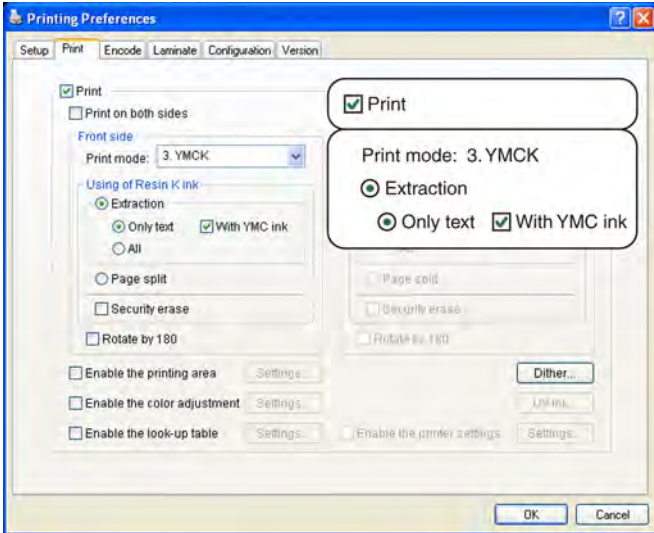 Printing Preferences
Setup Print Encode Laminate Configuration Version
Print
Print on both sides
Front side
Print mode: 3. YMCK
Using of Resin K ink
Extraction
Only text With YMC ink
All
Page split
Security erase
Rotate by 180
Print
Print mode: 3. YMCK
Extraction
Only text With YMC ink
Page split
Security erase
Rotate by 180
Enable the printing area Settings... Dither...
Enable the color adjustment Settings...
Enable the look-up table Settings... Enable the printer settings Settings...
OK Cancel